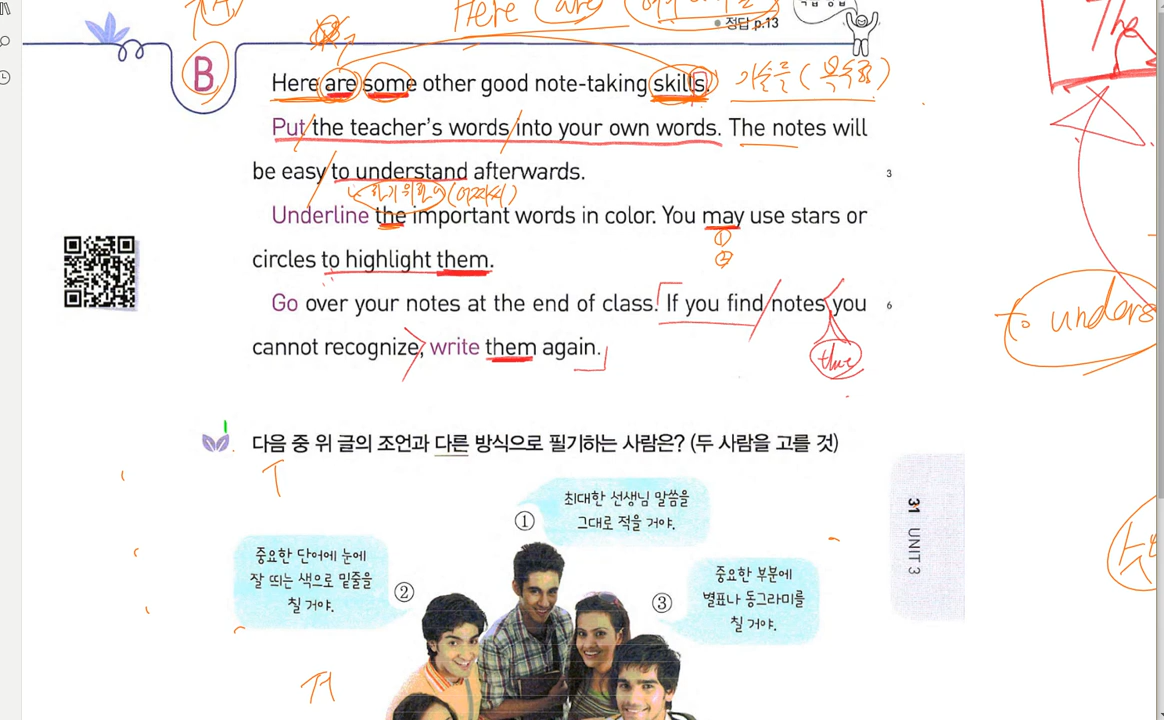 Here are
정답 p.13
B
Here are some other good note-taking skills. 기술을 (복수형)
Put the teacher's words into your own words. The notes will
be easy to understand afterwards.
3
Underline the important words in color. You may use stars or
①
②
circles to highlight them.
to unders
Go over your notes at the end of class. If you find notes you
6
cannot recognize, write them again.
다음 중 위 글의 조언과 다른 방식으로 필기하는 사람은? (두 사람을 고를 것)
최대한 선생님 말씀을
그대로 적을 거야.
①
중요한 단어에 눈에
잘 띄는 색으로 밑줄을
칠 거야.
②
③
중요한 부분에
별표나 동그라미를
칠 거야.
31 UNIT 3